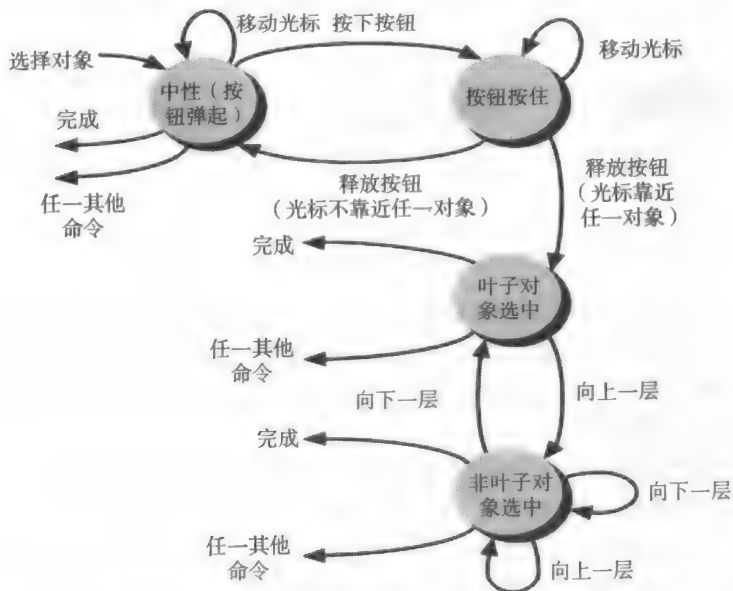 移动光标 按下按钮
移动光标
选择对象
中性（按
钮弹起）
按钮按住
完成
任一其他
命令
释放按钮
（光标不靠近任一对象）
释放按钮
（光标靠近
任一对象）
完成
叶子对
象选中
任一其他
命令
向下一层
向上一层
完成
非叶子对
象选中
向下一层
任一其他
命令
向上一层